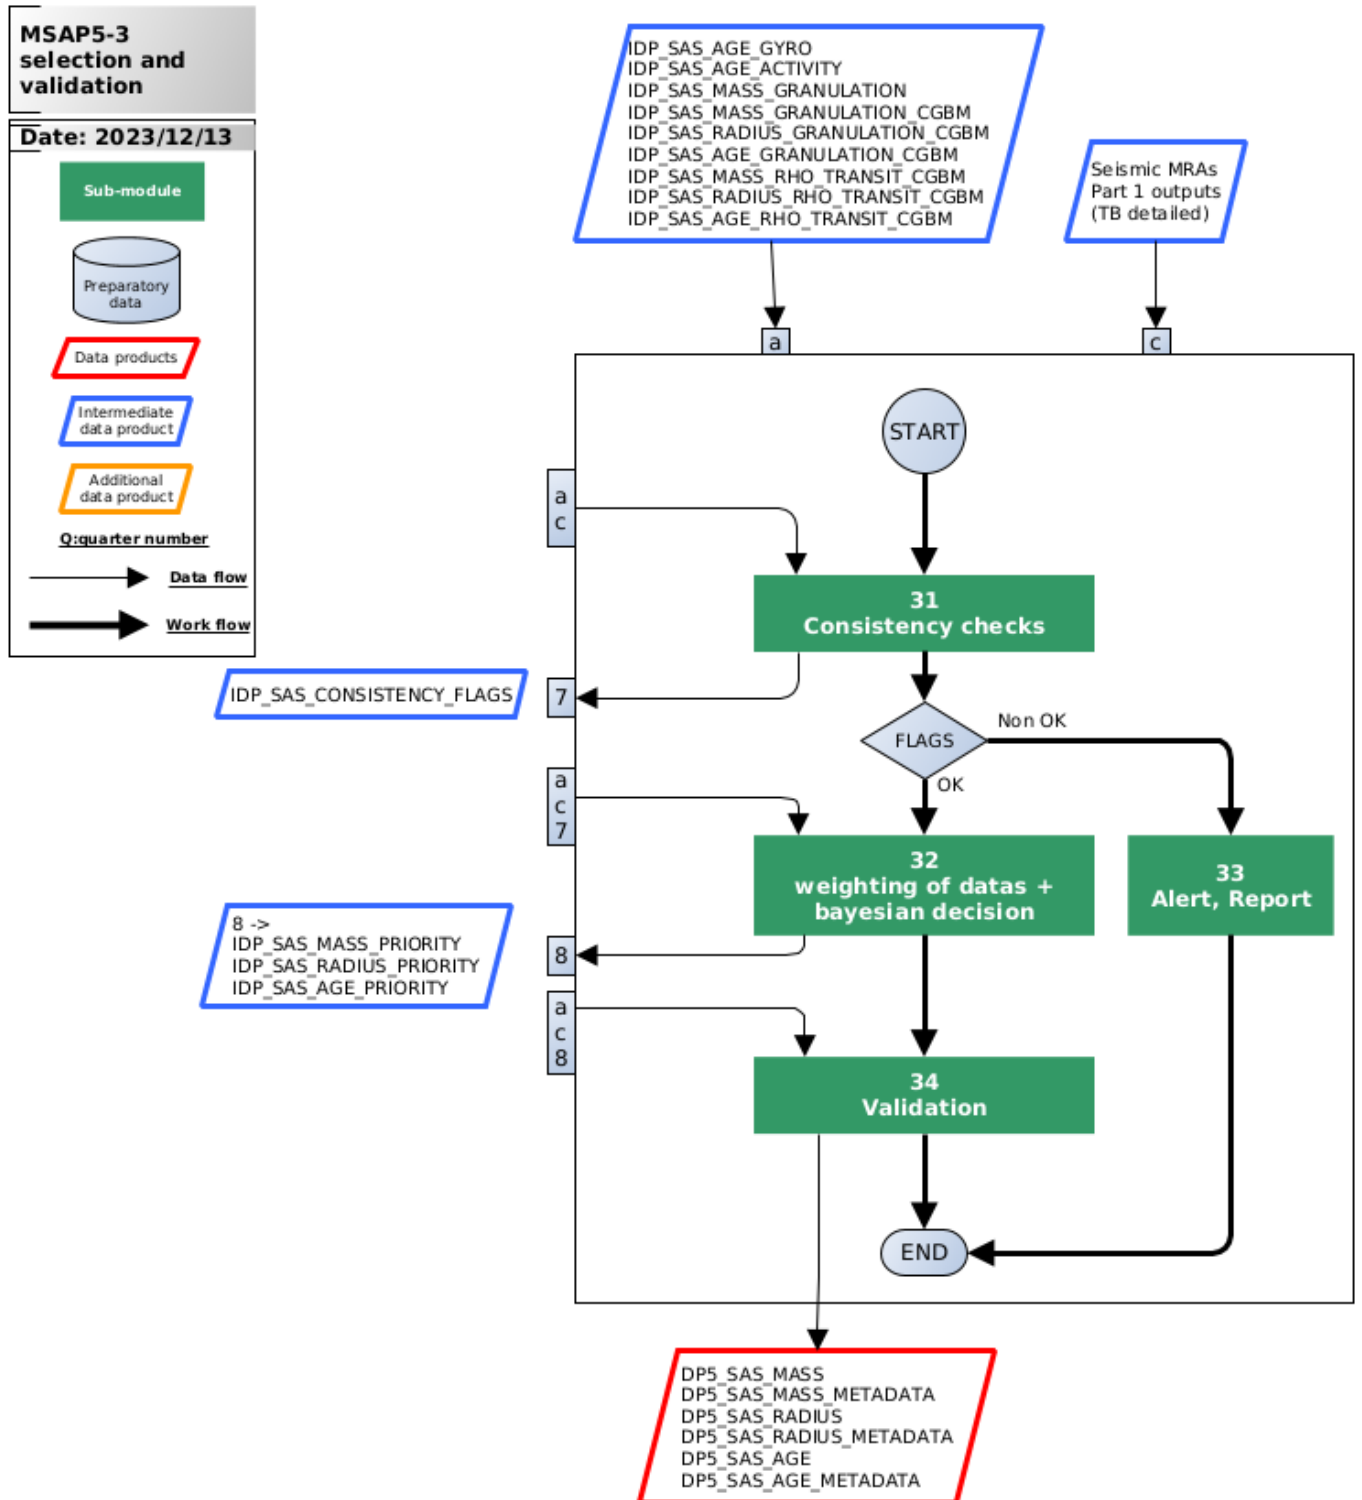 MSAP5-3
selection and
validation
Date: 2023/12/13
Sub-module
Preparatory
data
Data products
Intermediate
data product
Additional
data product
Q:quarter number
Data flow
Work flow
IDP_SAS_AGE_GYRO
IDP_SAS_AGE_ACTIVITY
IDP_SAS_MASS_GRANULATION
IDP_SAS_MASS_GRANULATION_CGBM
IDP_SAS_RADIUS_GRANULATION_CGBM
IDP_SAS_AGE_GRANULATION_CGBM
IDP_SAS_MASS_RHO_TRANSIT_CGBM
IDP_SAS_RADIUS_RHO_TRANSIT_CGBM
IDP_SAS_AGE_RHO_TRANSIT_CGBM
Seismic MRAs
Part 1 outputs
(TB detailed)
a
c
START
a
c
31
Consistency checks
IDP_SAS_CONSISTENCY_FLAGS
7
FLAGS
Non OK
OK
a
c
7
32
weighting of datas +
bayesian decision
33
Alert, Report
8 ->
IDP_SAS_MASS_PRIORITY
IDP_SAS_RADIUS_PRIORITY
IDP_SAS_AGE_PRIORITY
8
a
c
8
34
Validation
END
DP5_SAS_MASS
DP5_SAS_MASS_METADATA
DP5_SAS_RADIUS
DP5_SAS_RADIUS_METADATA
DP5_SAS_AGE
DP5_SAS_AGE_METADATA